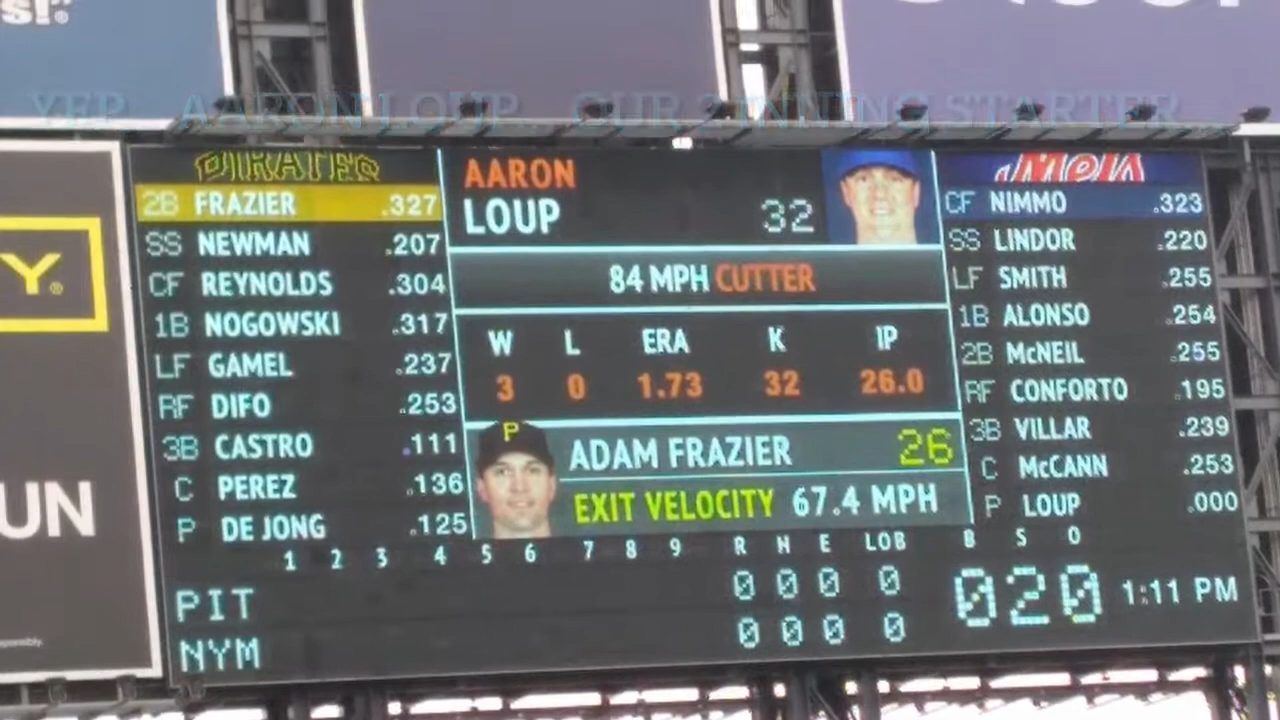 s!"
YEP AARON LOUP OUR 2 INNING STARTER
Y®
UN
PIRATES
2B FRAZIER .327
SS NEWMAN .207
CF REYNOLDS .304
1B NOGOWSKI .317
LF GAMEL .237
RF DIFO .253
3B CASTRO .111
C PEREZ .136
P DE JONG .125
AARON
LOUP 32
84 MPH CUTTER
W L ERA K IP
3 0 1.73 32 26.0
P
ADAM FRAZIER 26
EXIT VELOCITY 67.4 MPH
Mets
CF NIMMO .323
SS LINDOR .220
LF SMITH .255
1B ALONSO .254
2B McNEIL .255
RF CONFORTO .195
3B VILLAR .239
C McCANN .253
P LOUP .000
1 2 3 4 5 6 7 8 9 R H E LOB B S O
PIT 0 0 0 0
NYM 0 0 0 0
0 2 0 1:11 PM